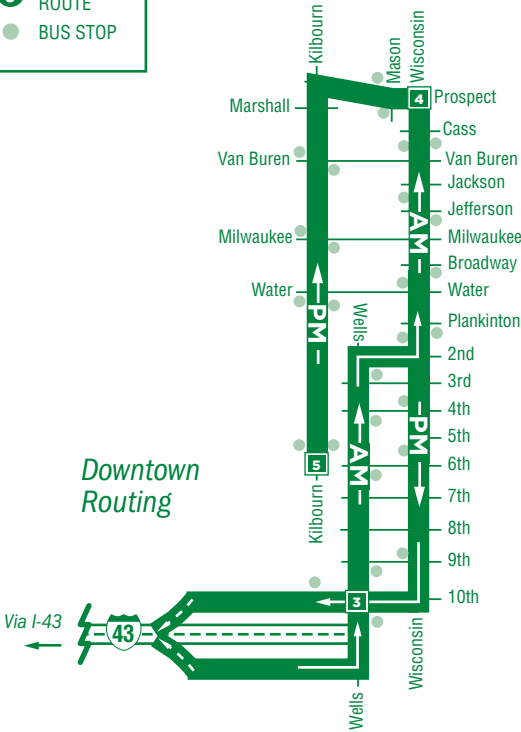 ROUTE
BUS STOP
Kilbourn
Mason
Wisconsin
4
Prospect
Marshall
Cass
Van Buren
Van Buren
Jackson
Jefferson
AM
Milwaukee
Milwaukee
Broadway
Water
Water
PM
Wells
Plankinton
2nd
3rd
4th
PM
5th
5
AM
6th
Downtown
Routing
Kilbourn
7th
8th
9th
3
10th
Via I-43
43
Wisconsin
Wells